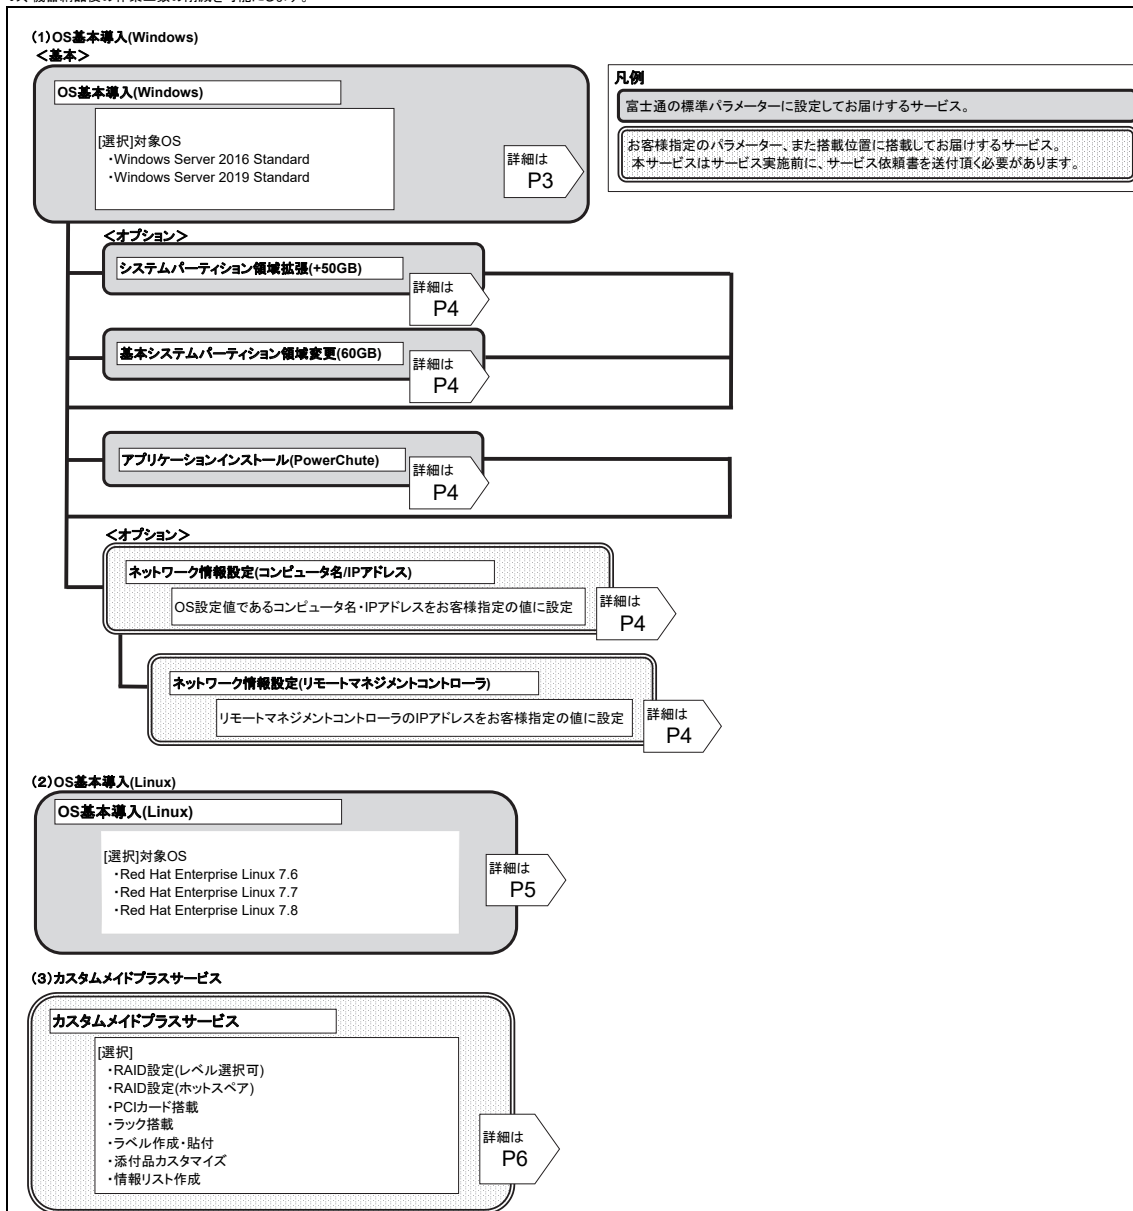 (1)OS基本導入(Windows)
<基本>
OS基本導入(Windows)
[選択]対象OS
・Windows Server 2016 Standard
・Windows Server 2019 Standard
詳細は
P3
凡例
富士通の標準パラメーターに設定してお届けするサービス。
お客様指定のパラメーター、また搭載位置に搭載してお届けするサービス。
本サービスはサービス実施前に、サービス依頼書を送付頂く必要があります。
<オプション>
システムパーティション領域拡張(+50GB)
詳細は
P4
基本システムパーティション領域変更(60GB)
詳細は
P4
アプリケーションインストール(PowerChute)
詳細は
P4
<オプション>
ネットワーク情報設定(コンピュータ名/IPアドレス)
OS設定値であるコンピュータ名・IPアドレスをお客様指定の値に設定
詳細は
P4
ネットワーク情報設定(リモートマネジメントコントローラ)
リモートマネジメントコントローラのIPアドレスをお客様指定の値に設定
詳細は
P4
(2)OS基本導入(Linux)
OS基本導入(Linux)
[選択]対象OS
・Red Hat Enterprise Linux 7.6
・Red Hat Enterprise Linux 7.7
・Red Hat Enterprise Linux 7.8
詳細は
P5
(3)カスタムメイドプラスサービス
カスタムメイドプラスサービス
[選択]
・RAID設定(レベル選択可)
・RAID設定(ホットスペア)
・PCIカード搭載
・ラック搭載
・ラベル作成・貼付
・添付品カスタマイズ
・情報リスト作成
詳細は
P6